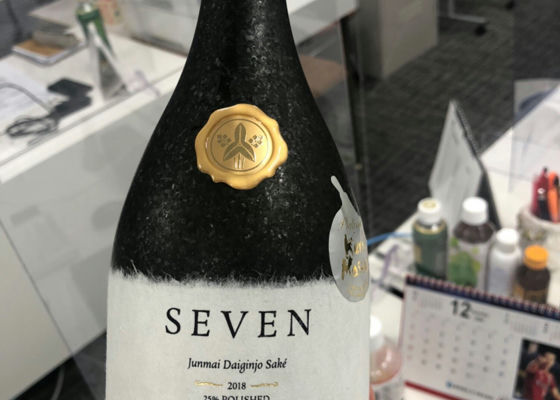 SEVEN
Junmai Daiginjo Saké
2018
25% POLISHED
12